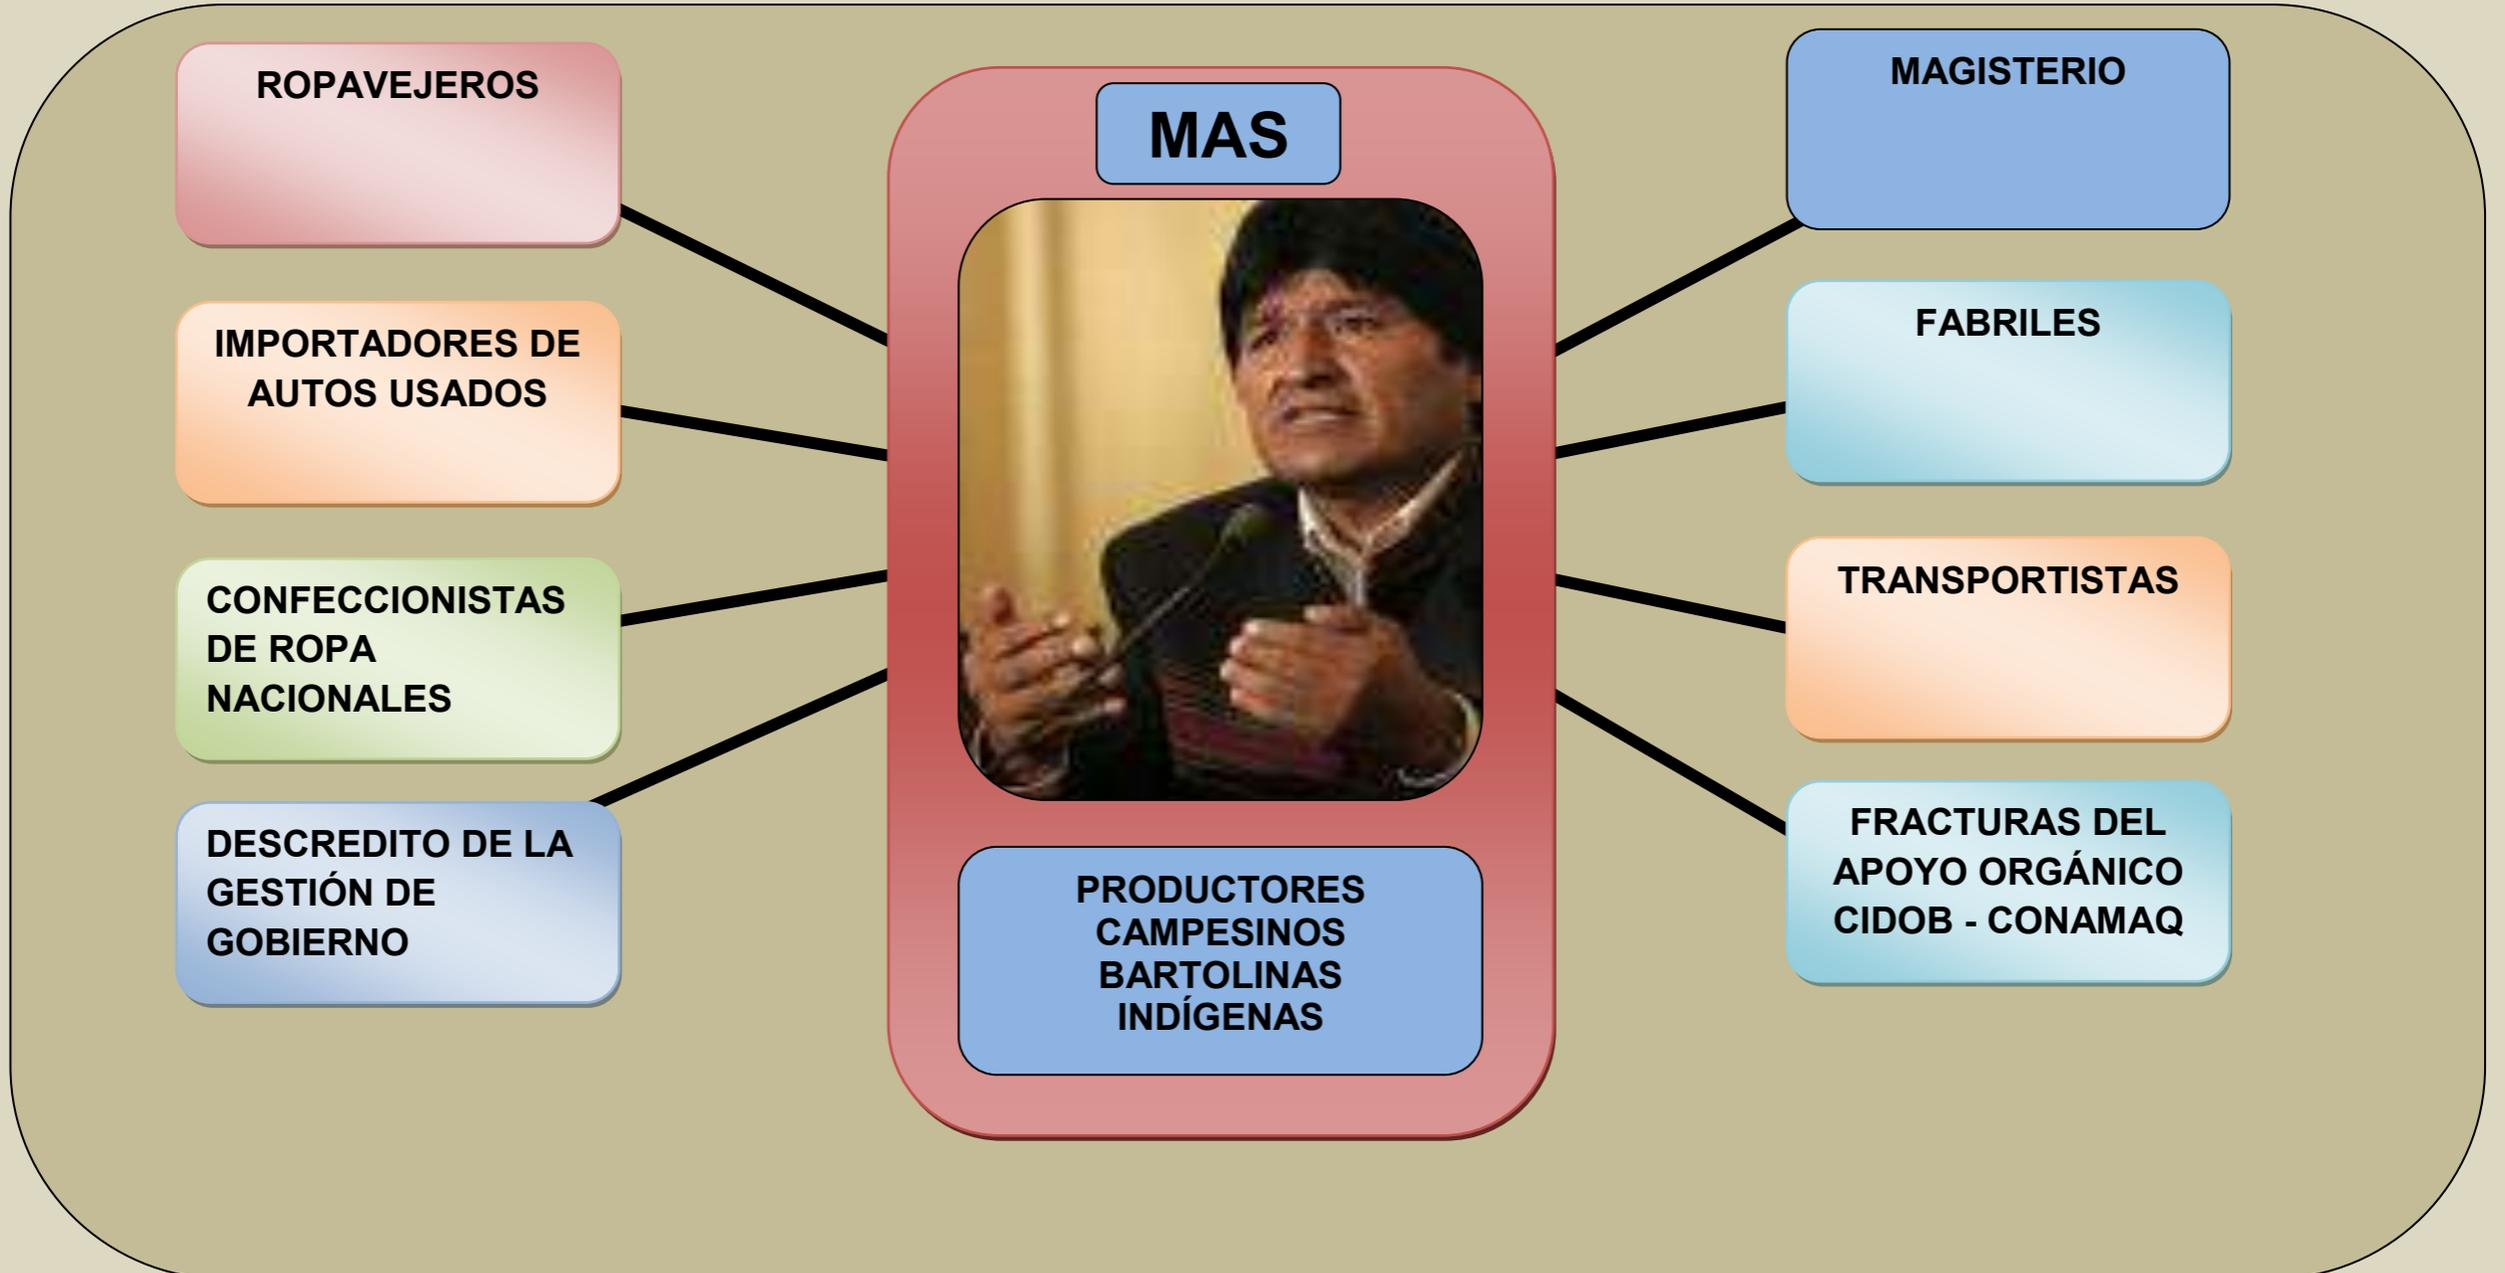 ROPAVEJEROS
IMPORTADORES DE
AUTOS USADOS
CONFECCIONISTAS
DE ROPA
NACIONALES
DESCREDITO DE LA
GESTIÓN DE
GOBIERNO
MAS
PRODUCTORES
CAMPESINOS
BARTOLINAS
INDÍGENAS
MAGISTERIO
FABRILES
TRANSPORTISTAS
FRACTURAS DEL
APOYO ORGÁNICO
CIDOB - CONAMAQ